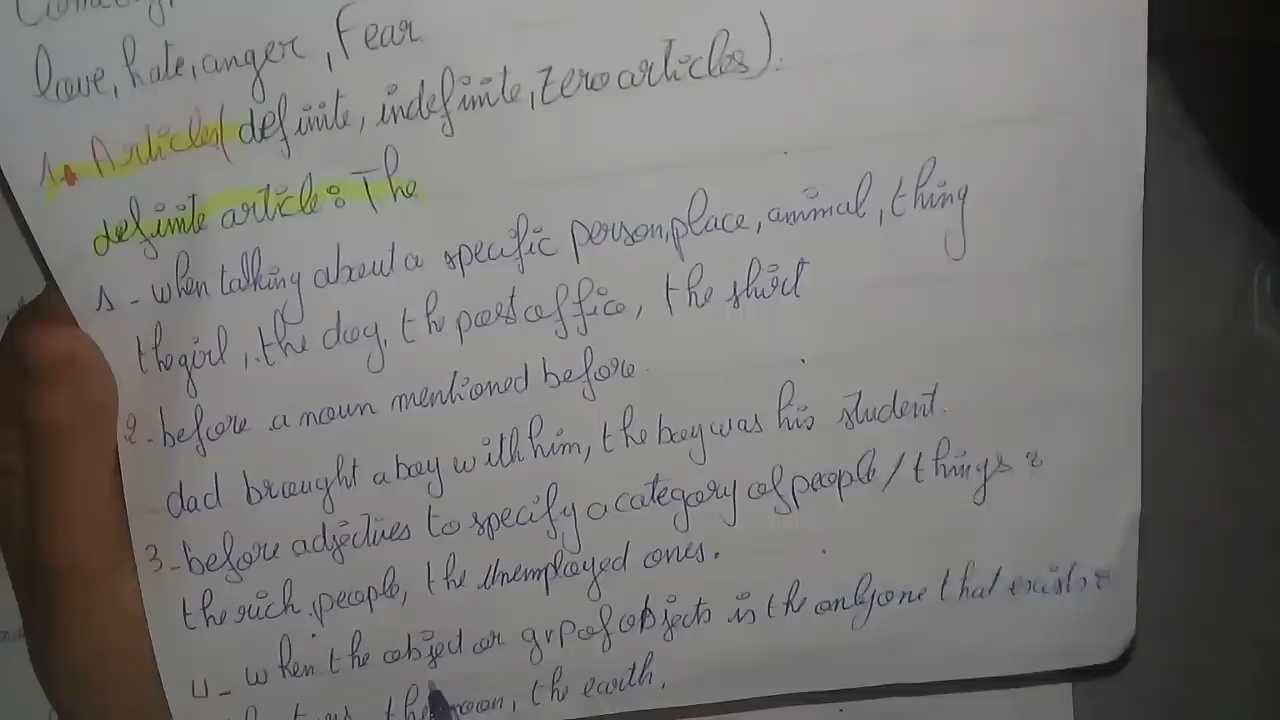 love, hate, anger, Fear
1. Articles (definite, indefinite, zero articles).
definite article: The
1 - when talking about a specific person, place, animal, thing
the girl, the dog, the post office, the shirt
2. before a noun mentioned before.
dad brought a boy with him, the boy was his student.
3 - before adjectives to specify a category of people / things:
the rich people, the unemployed ones.
4 - when the object or grp of objects is the only one that exists:
the moon, the earth.